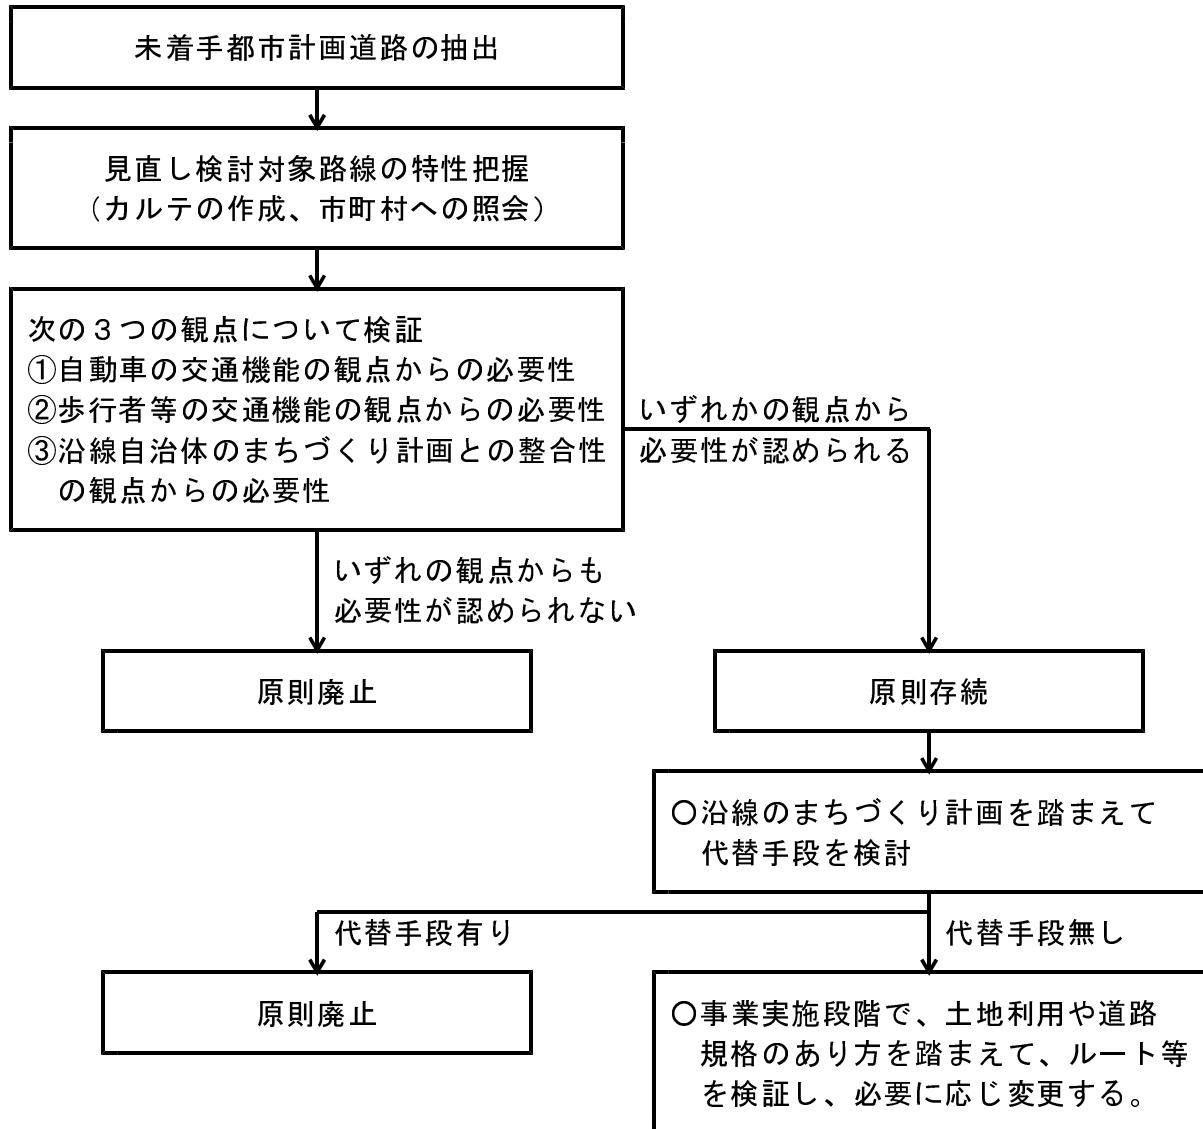 未着手都市計画道路の抽出
見直し検討対象路線の特性把握
（カルテの作成、市町村への照会）
次の３つの観点について検証
①自動車の交通機能の観点からの必要性
②歩行者等の交通機能の観点からの必要性
③沿線自治体のまちづくり計画との整合性
の観点からの必要性
いずれかの観点から
必要性が認められる
いずれの観点からも
必要性が認められない
原則廃止
原則存続
〇沿線のまちづくり計画を踏まえて
代替手段を検討
代替手段有り
代替手段無し
原則廃止
〇事業実施段階で、土地利用や道路
規格のあり方を踏まえて、ルート等
を検証し、必要に応じ変更する。